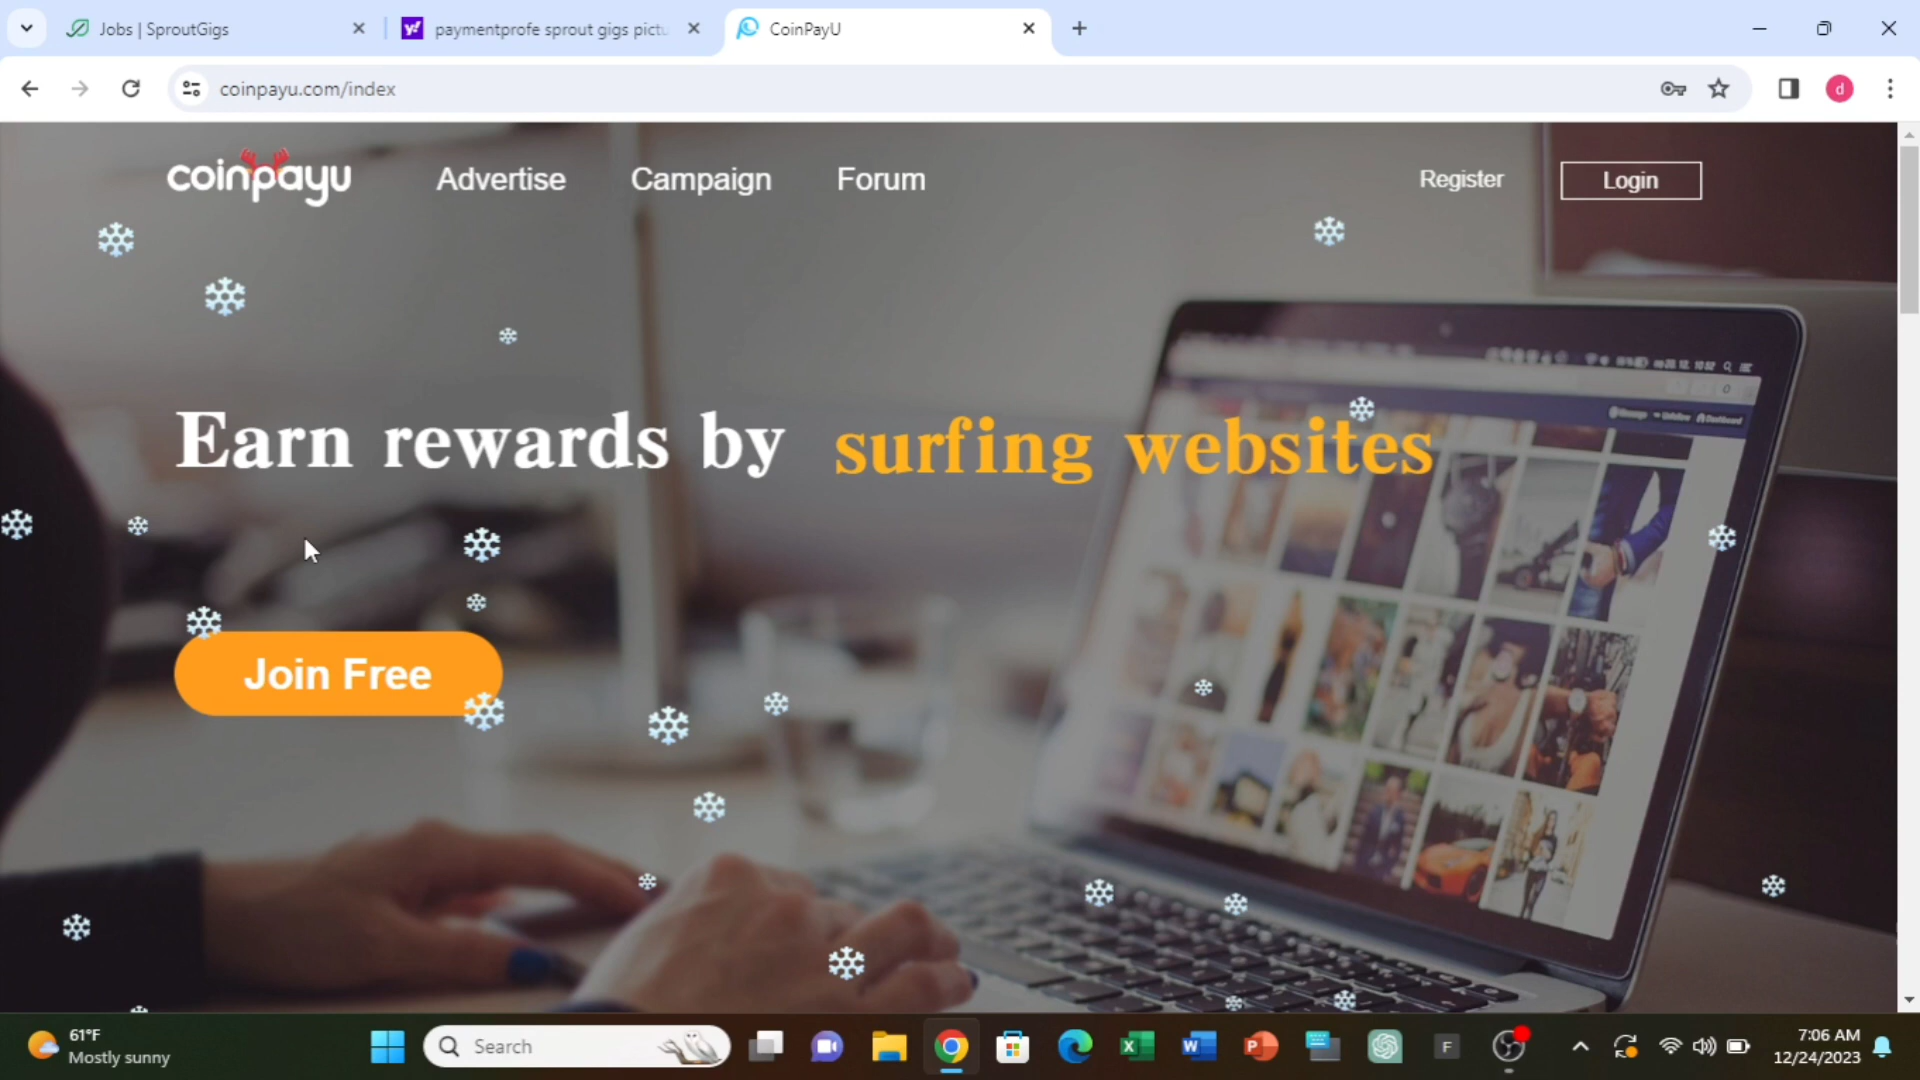 Jobs | SproutGigs
paymentprofe sprout gigs pictu
CoinPayU
coinpayu.com/index
d
coinpayu
Advertise
Campaign
Forum
Register
Login
Earn rewards by surfing websites
Join Free
61°F
Mostly sunny
Search
F
7:06 AM
12/24/2023